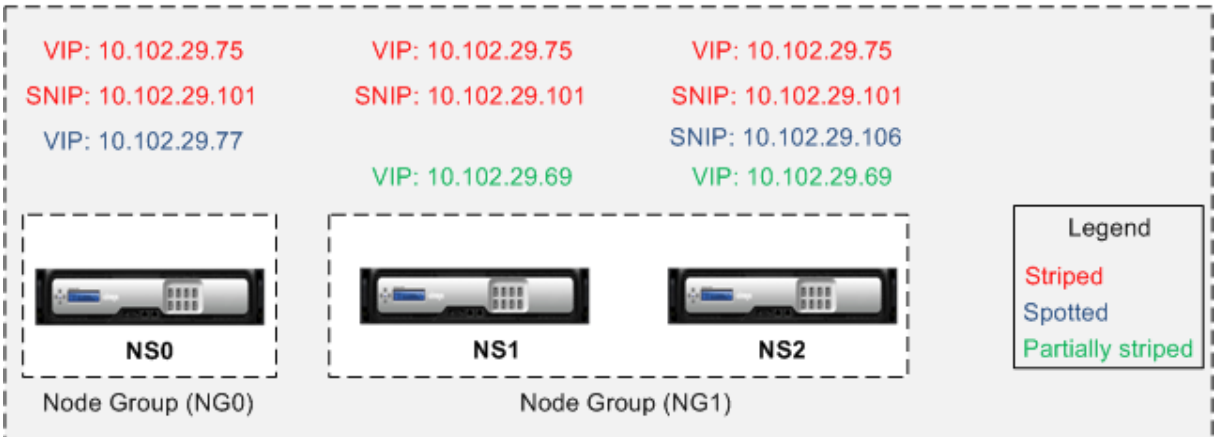 VIP: 10.102.29.75 VIP: 10.102.29.75 VIP: 10.102.29.75
SNIP: 10.102.29.101 SNIP: 10.102.29.101 SNIP: 10.102.29.101
VIP: 10.102.29.77 SNIP: 10.102.29.106
VIP: 10.102.29.69 VIP: 10.102.29.69
Legend
Striped
Spotted
Partially striped
NS0 NS1 NS2
Node Group (NG0) Node Group (NG1)